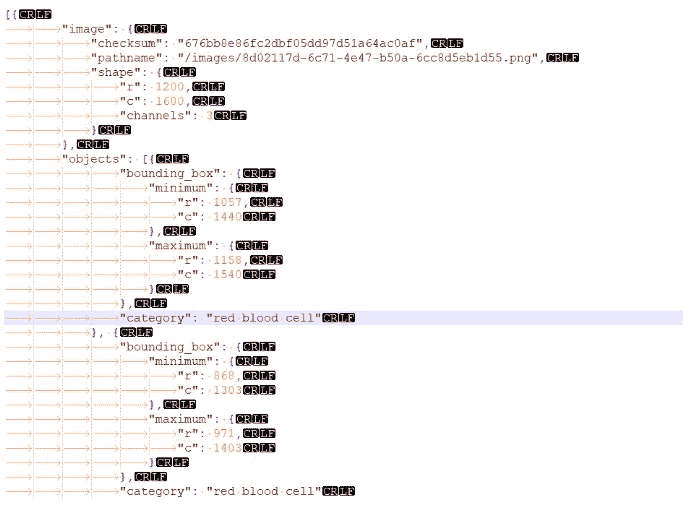 [{CRLF
"image": {CRLF
"checksum": "676bb8e86fc2dbf05dd97d51a64ac0af",CRLF
"pathname": "/images/8d02117d-6c71-4e47-b50a-6cc8d5eb1d55.png",CRLF
"shape": {CRLF
"r": 1200,CRLF
"c": 1600,CRLF
"channels": 3CRLF
}CRLF
},CRLF
"objects": [{CRLF
"bounding_box": {CRLF
"minimum": {CRLF
"r": 1057,CRLF
"c": 1440CRLF
},CRLF
"maximum": {CRLF
"r": 1158,CRLF
"c": 1540CRLF
}CRLF
},CRLF
"category": "red blood cell"CRLF
}, {CRLF
"bounding_box": {CRLF
"minimum": {CRLF
"r": 868,CRLF
"c": 1303CRLF
},CRLF
"maximum": {CRLF
"r": 971,CRLF
"c": 1403CRLF
}CRLF
},CRLF
"category": "red blood cell"CRLF